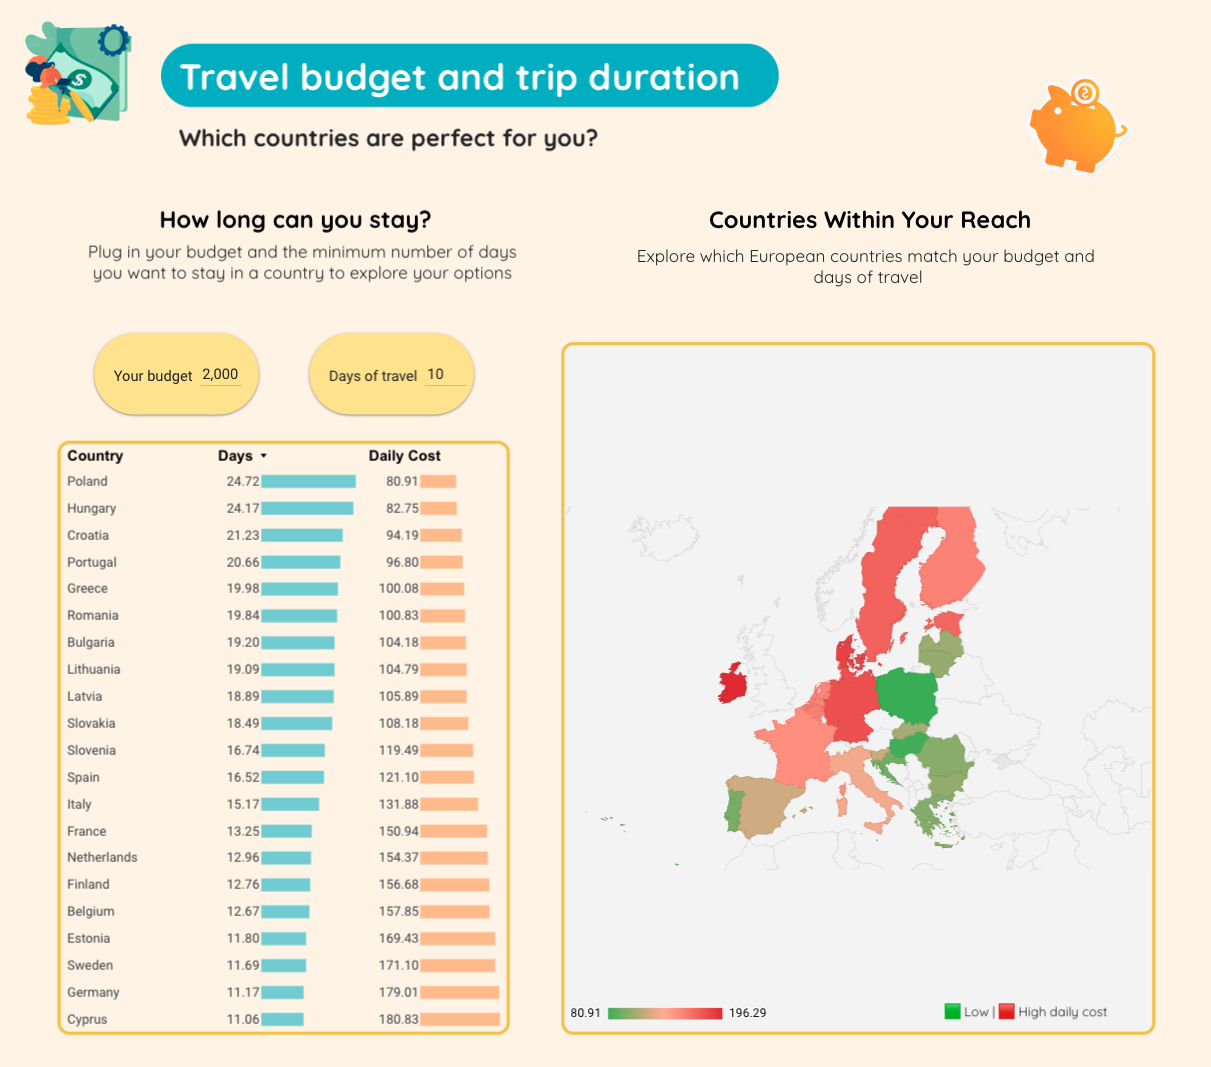 Travel budget and trip duration
Which countries are perfect for you?
How long can you stay?
Plug in your budget and the minimum number of days
you want to stay in a country to explore your options
Your budget 2,000
Days of travel 10
Country Days Daily Cost
Poland 24.72 80.91
Hungary 24.17 82.75
Croatia 21.23 94.19
Portugal 20.66 96.80
Greece 19.98 100.08
Romania 19.84 100.83
Bulgaria 19.20 104.18
Lithuania 19.09 104.79
Latvia 18.89 105.89
Slovakia 18.49 108.18
Slovenia 16.74 119.49
Spain 16.52 121.10
Italy 15.17 131.88
France 13.25 150.94
Netherlands 12.96 154.37
Finland 12.76 156.68
Belgium 12.67 157.85
Estonia 11.80 169.43
Sweden 11.69 171.10
Germany 11.17 179.01
Cyprus 11.06 180.83
Countries Within Your Reach
Explore which European countries match your budget and
days of travel
80.91 196.29
Low | High daily cost